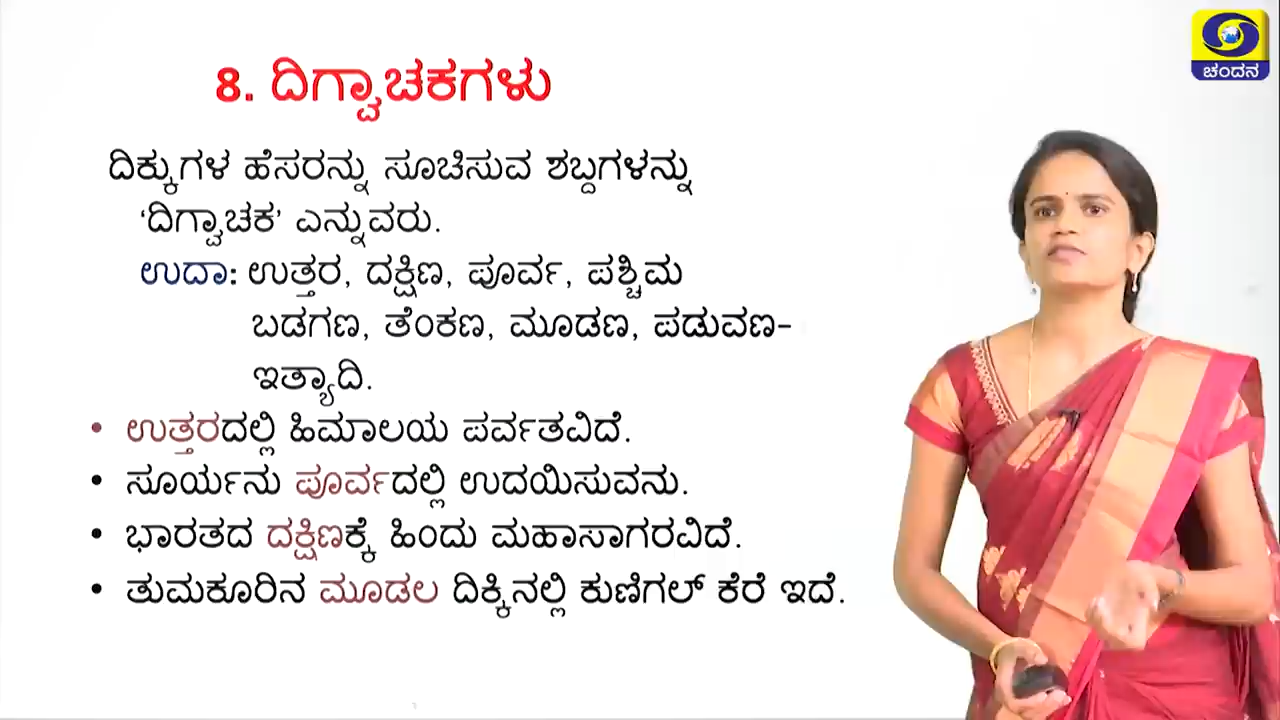 8. ದಿಗ್ವಾಚಕಗಳು
ದಿಕ್ಕುಗಳ ಹೆಸರನ್ನು ಸೂಚಿಸುವ ಶಬ್ದಗಳನ್ನು
‘ದಿಗ್ವಾಚಕ’ ಎನ್ನುವರು.
ಉದಾ: ಉತ್ತರ, ದಕ್ಷಿಣ, ಪೂರ್ವ, ಪಶ್ಚಿಮ
ಬಡಗಣ, ತೆಂಕಣ, ಮೂಡಣ, ಪಡುವಣ-
ಇತ್ಯಾದಿ.
• ಉತ್ತರದಲ್ಲಿ ಹಿಮಾಲಯ ಪರ್ವತವಿದೆ.
• ಸೂರ್ಯನು ಪೂರ್ವದಲ್ಲಿ ಉದಯಿಸುವನು.
• ಭಾರತದ ದಕ್ಷಿಣಕ್ಕೆ ಹಿಂದು ಮಹಾಸಾಗರವಿದೆ.
• ತುಮಕೂರಿನ ಮೂಡಲ ದಿಕ್ಕಿನಲ್ಲಿ ಕುಣಿಗಲ್ ಕೆರೆ ಇದೆ.
ಚಂದನ